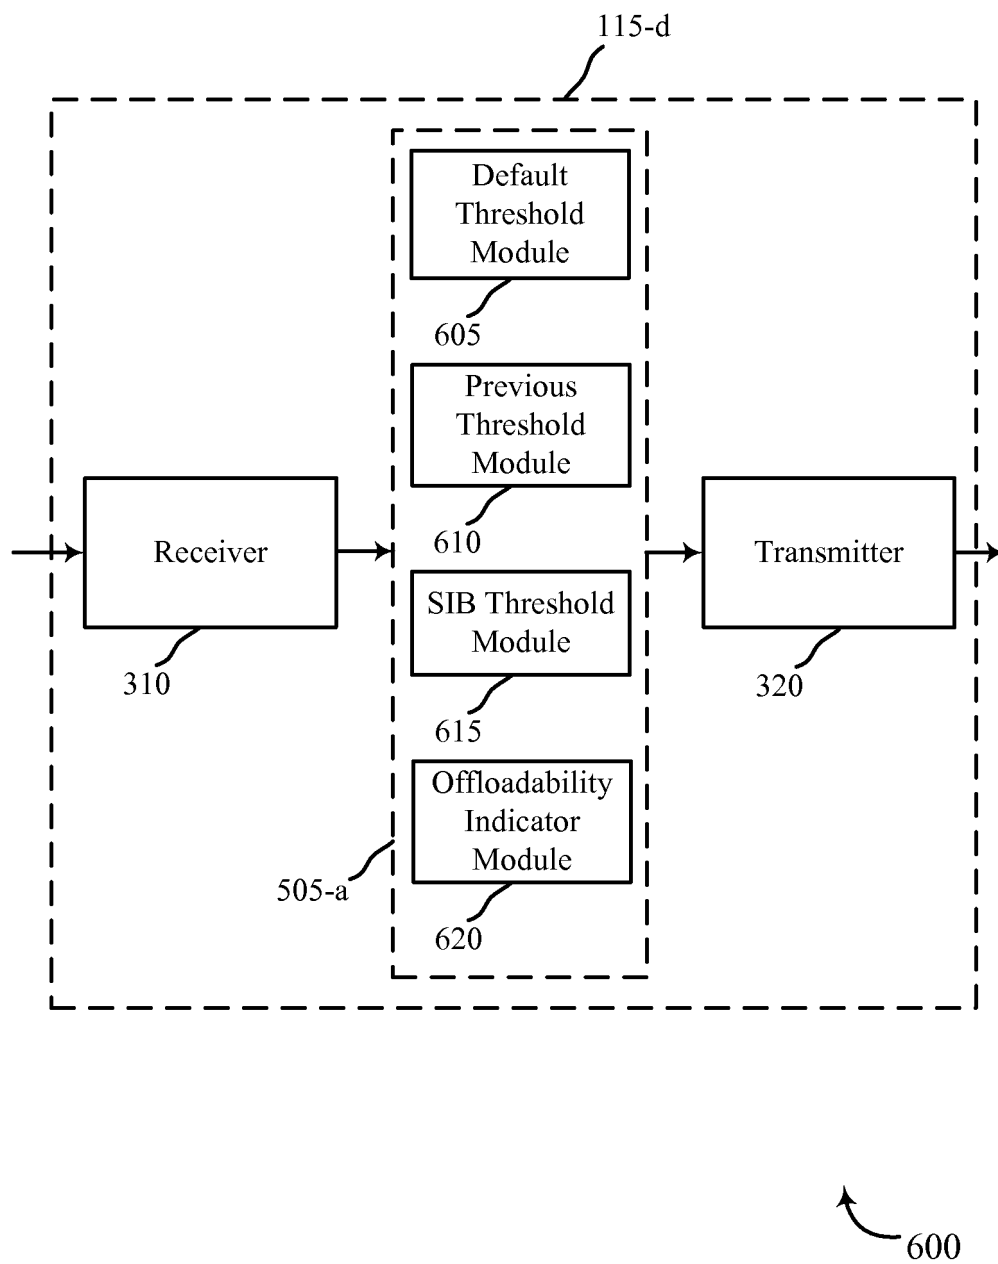 115-d
Default
Threshold
Module
605
Previous
Threshold
Module
610
Receiver
310
SIB Threshold
Module
615
Transmitter
320
Offloadability
Indicator
Module
620
505-a
600